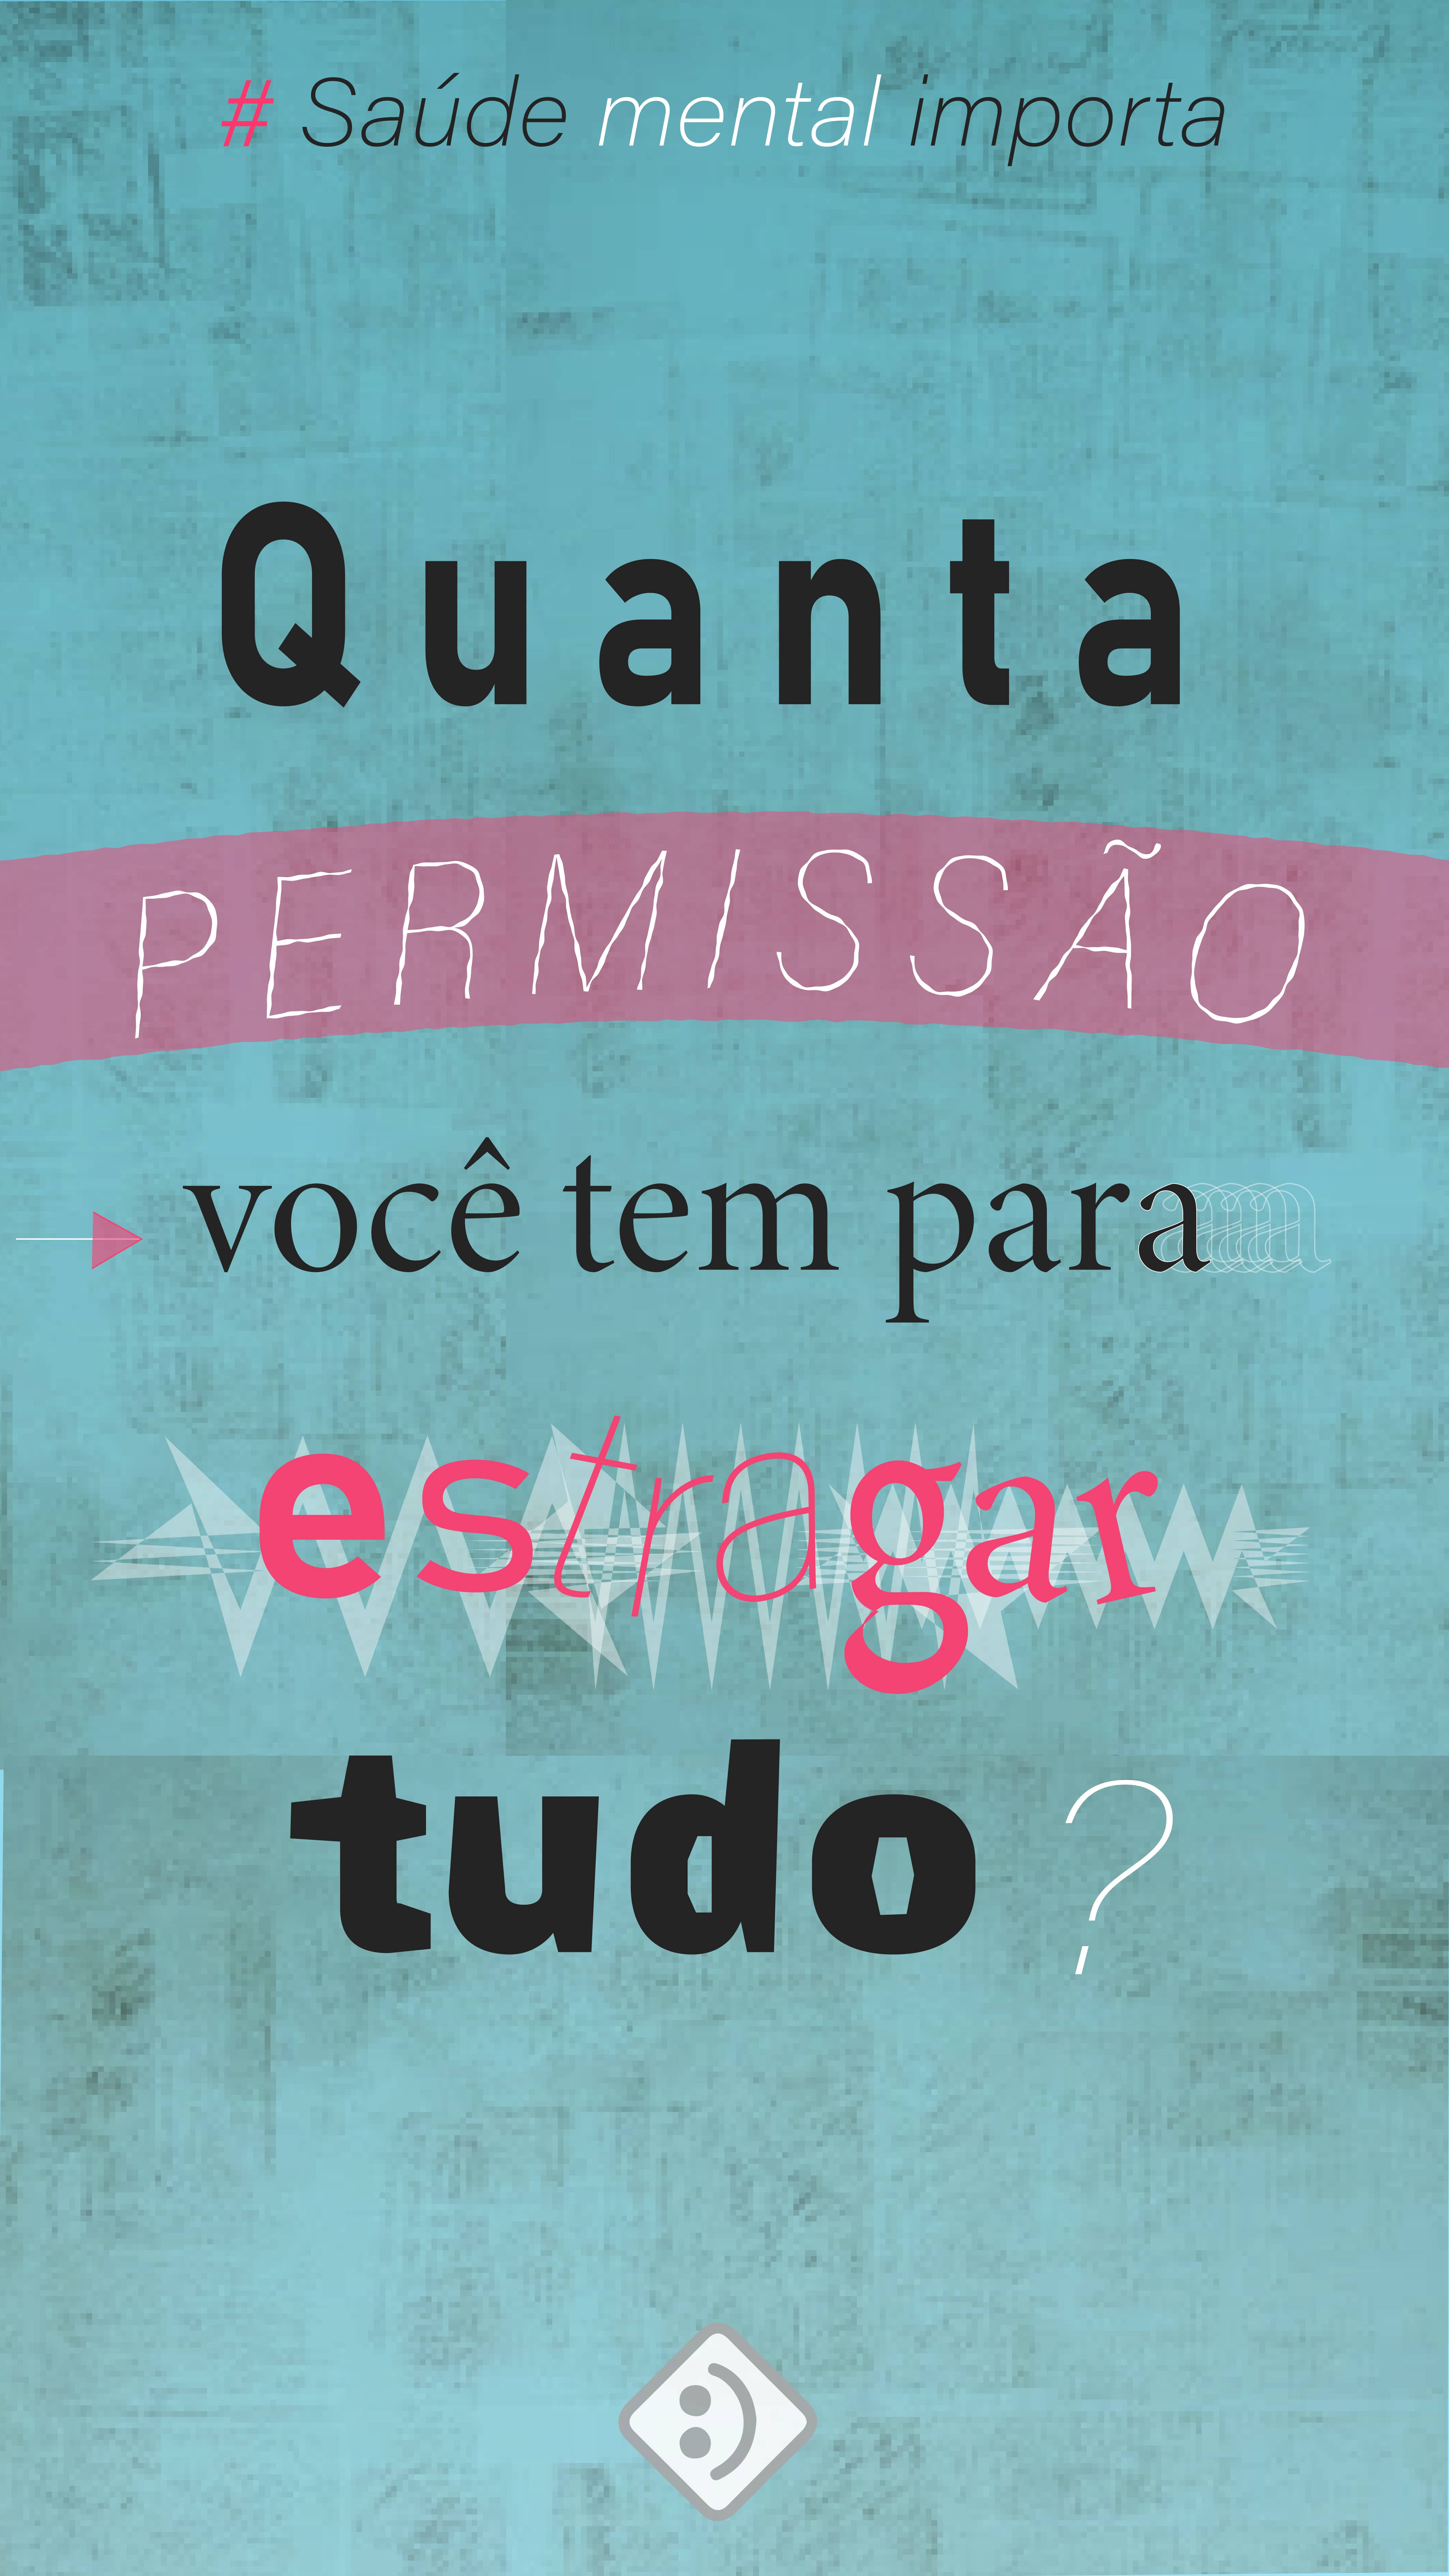 # Saúde mental importa
Quanta
PERMISSÃO
você tem para
estragar
tudo ?
:)